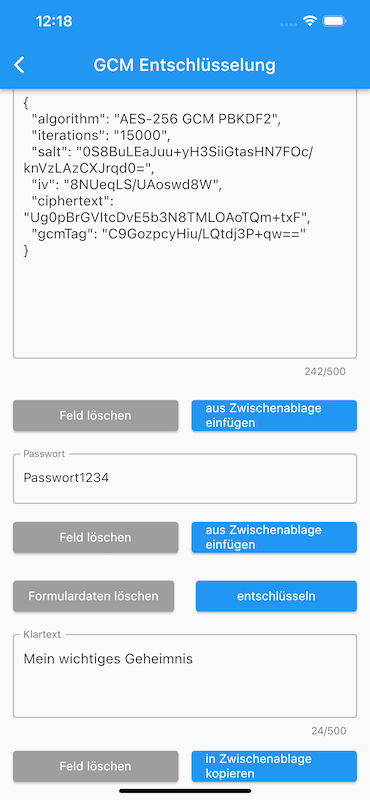 12:18
GCM Entschlüsselung
{
"algorithm": "AES-256 GCM PBKDF2",
"iterations": "15000",
"salt": "0S8BuLEaJuu+yH3SiiGtasHN7FOc/
knVzLAzCXJrqd0=",
"iv": "8NUeqLS/UAoswd8W",
"ciphertext":
"Ug0pBrGVItcDvE5b3N8TMLOAoTQm+txF",
"gcmTag": "C9GozpcyHiu/LQtdj3P+qw=="
}
242/500
Feld löschen
aus Zwischenablage
einfügen
Passwort
Passwort1234
Feld löschen
aus Zwischenablage
einfügen
Formulardaten löschen
entschlüsseln
Klartext
Mein wichtiges Geheimnis
24/500
Feld löschen
in Zwischenablage
kopieren